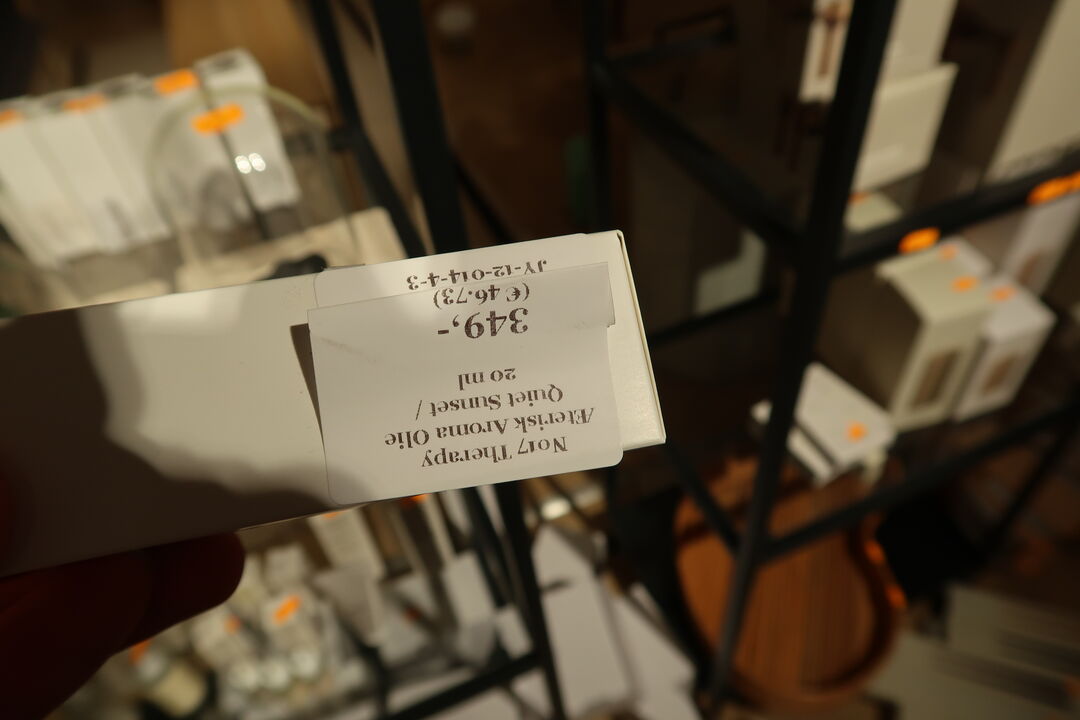 No17 Therapy
Æterisk Aroma Olie
Quiet Sunset /
20 ml
349,-
(€ 46.73)
JY-12-014-4-3